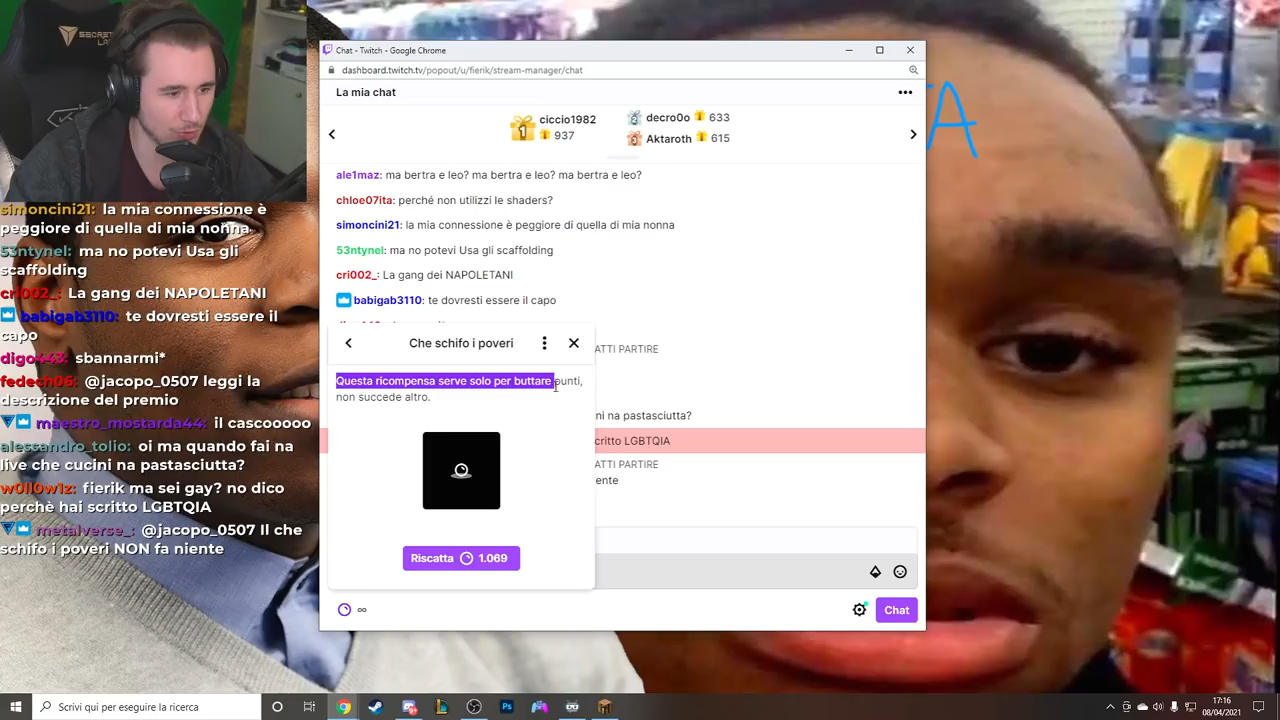 SECRET LAB
Chat - Twitch - Google Chrome
dashboard.twitch.tv/popout/u/fierik/stream-manager/chat
La mia chat
1 ciccio1982 937
2 decro0o 633
3 Aktaroth 615
ale1maz: ma bertra e leo? ma bertra e leo? ma bertra e leo?
chloe07ita: perché non utilizzi le shaders?
simoncini21: la mia connessione è peggiore di quella di mia nonna
53ntynel: ma no potevi Usa gli scaffolding
cri002_: La gang dei NAPOLETANI
babigab3110: te dovresti essere il capo
ATTI PARTIRE
ni na pastasciutta?
critto LGBTQIA
ATTI PARTIRE
ente
Che schifo i poveri
Questa ricompensa serve solo per buttare punti,
non succede altro.
Riscatta 1.069
∞
Chat
simoncini21: la mia connessione è
peggiore di quella di mia nonna
53ntynel: ma no potevi Usa gli
scaffolding
cri002_: La gang dei NAPOLETANI
babigab3110: te dovresti essere il
capo
digo443: sbannarmi*
fedech06: @jacopo_0507 leggi la
descrizione del premio
maestro_mostarda44: il cascooooo
alessandro_tolio: oi ma quando fai na
live che cucini na pastasciutta?
w0ll0w1z: fierik ma sei gay? no dico
perchè hai scritto LGBTQIA
metalverse_: @jacopo_0507 Il che
schifo i poveri NON fa niente
A
Scrivi qui per eseguire la ricerca
Ps
17:16
08/04/2021